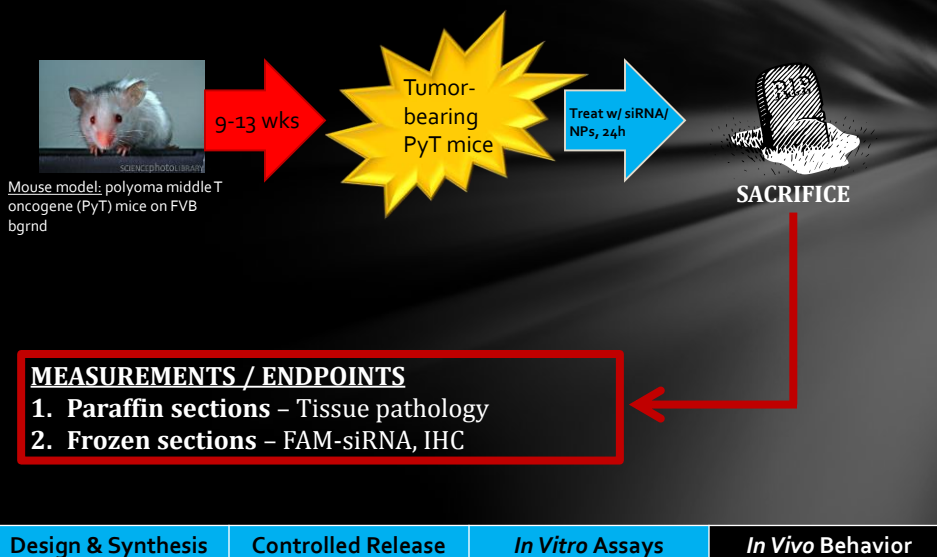 9-13 wks
Tumor-
bearing
PyT mice
Treat w/ siRNA/
NPs, 24h
RIP
SCIENCEPHOTOLIBRARY
Mouse model: polyoma middle T
oncogene (PyT) mice on FVB
bgrnd
SACRIFICE
MEASUREMENTS / ENDPOINTS
1. Paraffin sections – Tissue pathology
2. Frozen sections – FAM-siRNA, IHC
Design & Synthesis
Controlled Release
In Vitro Assays
In Vivo Behavior